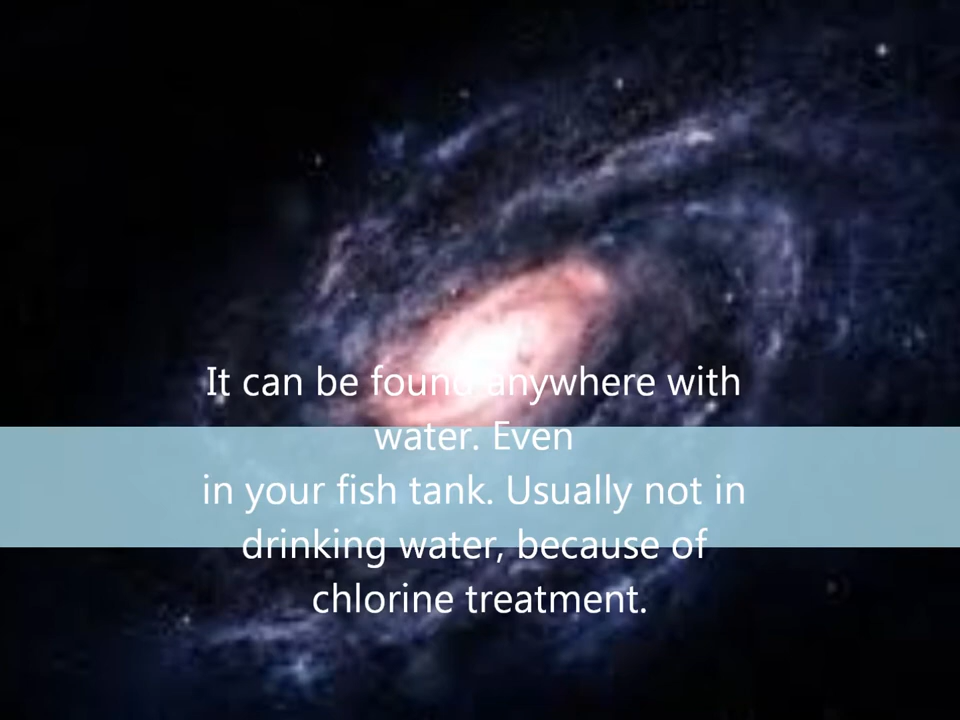 It can be found anywhere with
water. Even
in your fish tank. Usually not in
drinking water, because of
chlorine treatment.